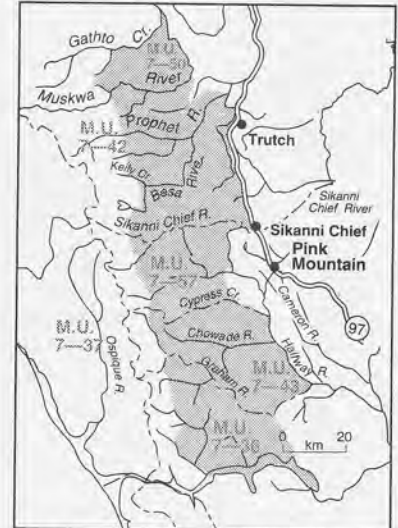 Gathto Cr.
M.U.
7—50
River
Muskwa
Prophet R.
M.U.
7—42
Trutch
Kelly Cr.
Besa River
Sikanni Chief River
Sikanni Chief R.
Sikanni Chief
Pink
Mountain
M.U.
7—57
Cypress Cr.
Cameron R.
97
M.U.
7—37
Ospique R.
Chowade R.
Halfway R.
Graham R.
M.U.
7—43
M.U.
7—36
0 20
km